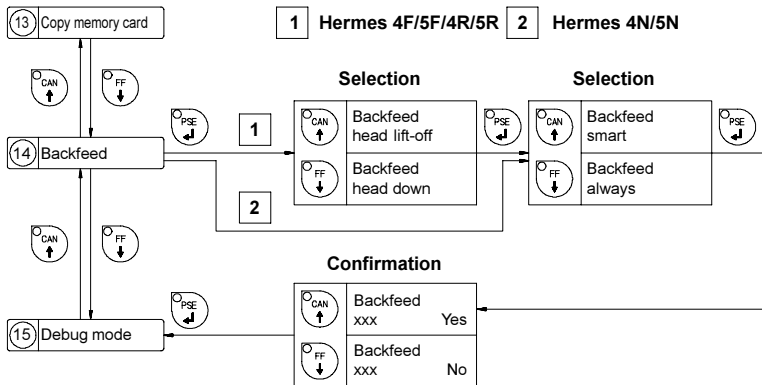 13 Copy memory card
1 Hermes 4F/5F/4R/5R 2 Hermes 4N/5N
CAN
FF
Selection
Selection
PSE
1
CAN
Backfeed
head lift-off
PSE
CAN
Backfeed
smart
PSE
14 Backfeed
FF
Backfeed
head down
FF
Backfeed
always
2
CAN
FF
Confirmation
PSE
CAN
Backfeed
xxx Yes
15 Debug mode
FF
Backfeed
xxx No